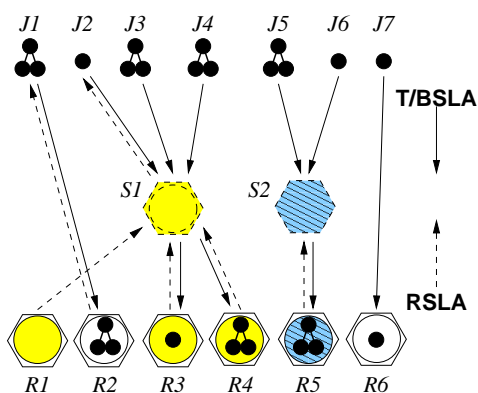 J1 J2 J3 J4 J5 J6 J7
T/BSLA
S1 S2
RSLA
R1 R2 R3 R4 R5 R6